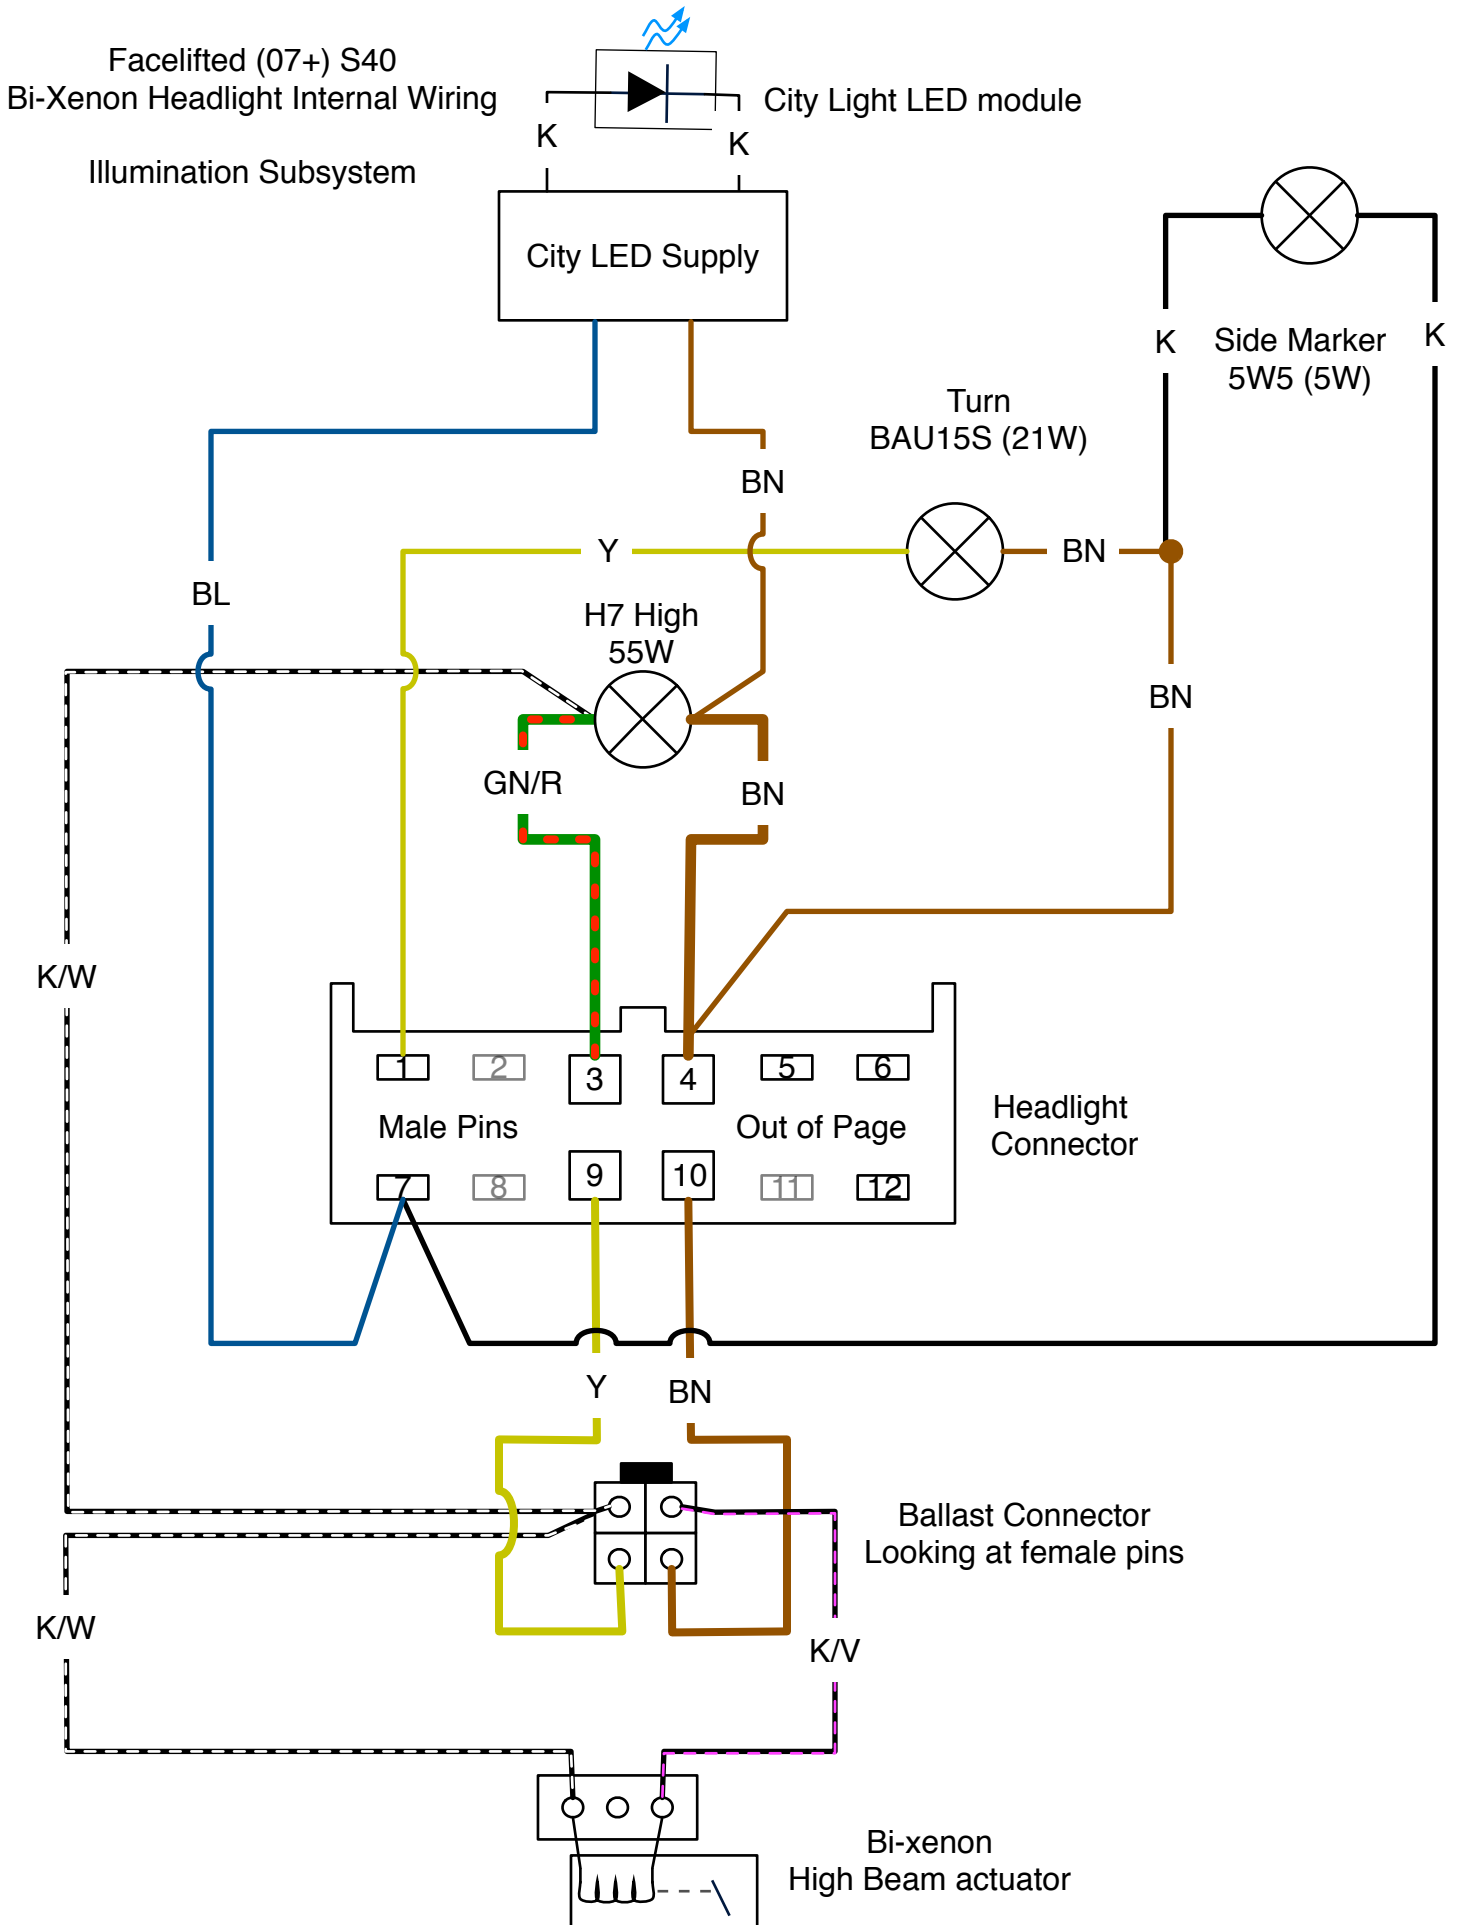 Facelifted (07+) S40
Bi-Xenon Headlight Internal Wiring
Illumination Subsystem
City Light LED module
K
K
City LED Supply
K
Side Marker
5W5 (5W)
K
Turn
BAU15S (21W)
BN
Y
BN
BL
H7 High
55W
BN
GN/R
BN
K/W
1
2
3
4
5
6
Male Pins
Out of Page
Headlight
Connector
7
8
9
10
11
12
Y
BN
Ballast Connector
Looking at female pins
K/W
K/V
Bi-xenon
High Beam actuator